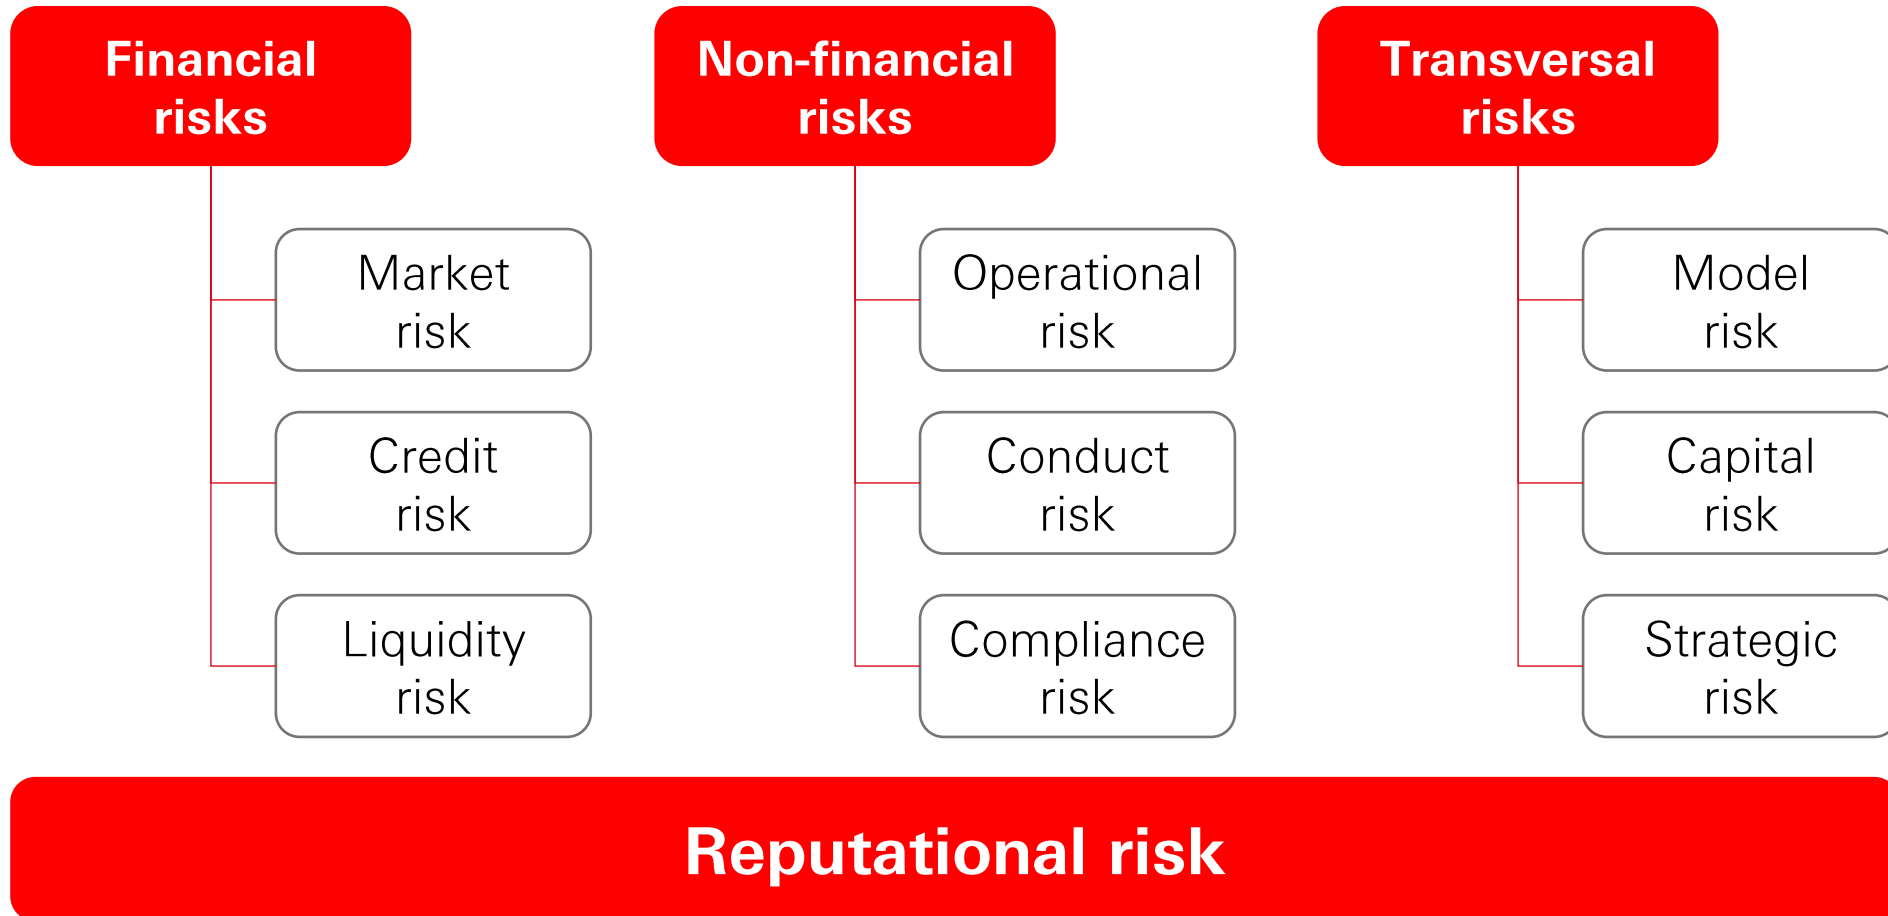 Financial
risks
Market
risk
Credit
risk
Liquidity
risk
Non-financial
risks
Operational
risk
Conduct
risk
Compliance
risk
Transversal
risks
Model
risk
Capital
risk
Strategic
risk
Reputational risk